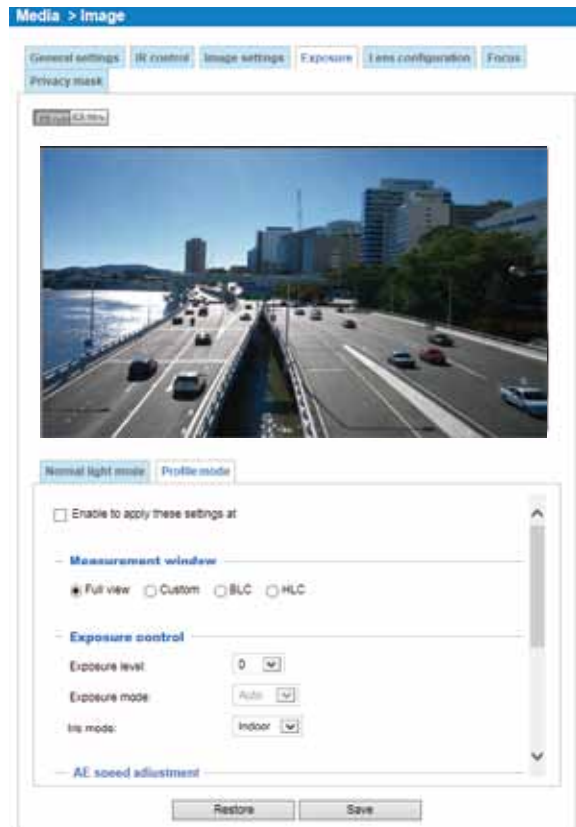 Media > Image
General settings IR control Image settings Exposure Lens configuration Focus
Privacy mask
Normal light mode Profile mode
Enable to apply these settings at
Measurement window
Full view Custom BLC HLC
Exposure control
Exposure level: 0
Exposure mode: Auto
Iris mode: Indoor
AE speed adjustment
Restore Save